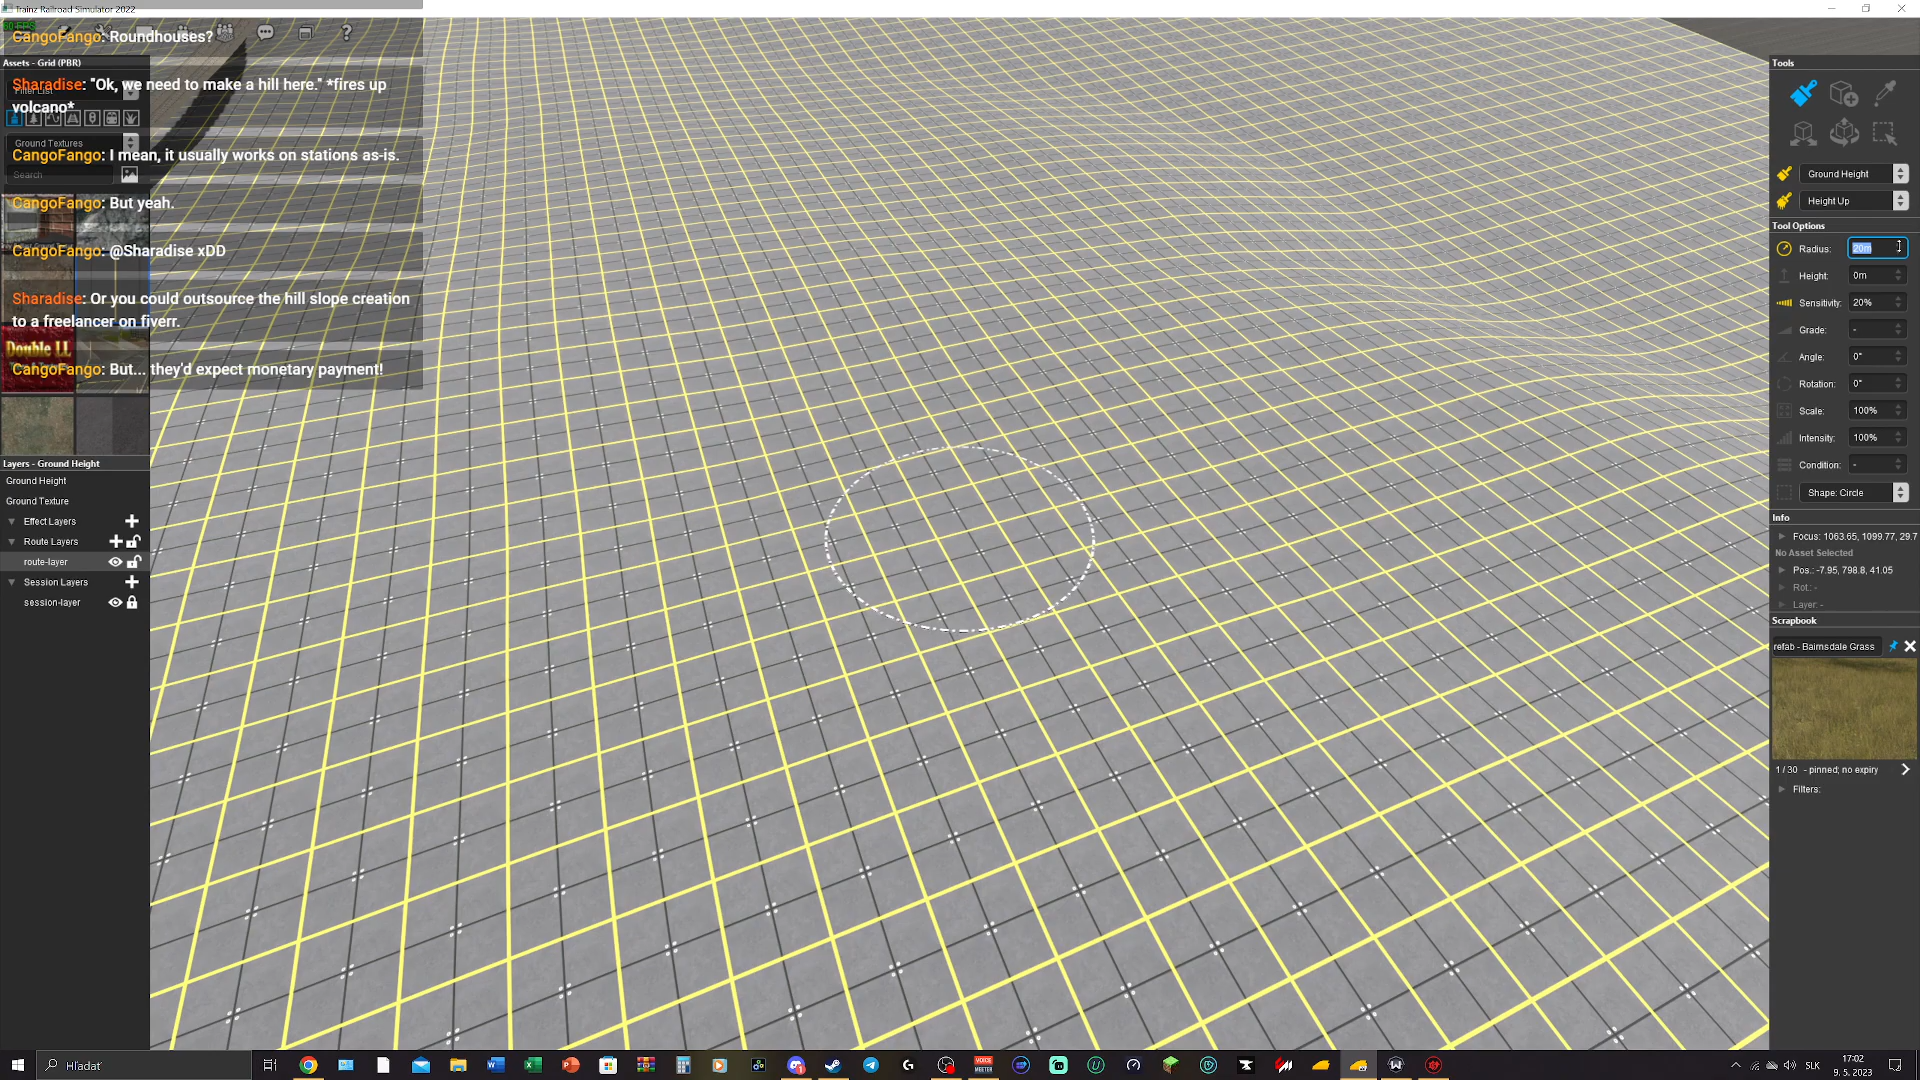 Trainz Railroad Simulator 2022
CangoFango: Roundhouses?
Assets - Grid (PBR)
Sharadise: "Ok, we need to make a hill here." *fires up
volcano*
Filter List
Ground Textures
CangoFango: I mean, it usually works on stations as-is.
Search
CangoFango: But yeah.
CangoFango: @Sharadise xDD
Sharadise: Or you could outsource the hill slope creation
to a freelancer on fiverr.
Double LL
CangoFango: But... they'd expect monetary payment!
Layers - Ground Height
Ground Height
Ground Texture
Effect Layers
Route Layers
route-layer
Session Layers
session-layer
Tools
Ground Height
Height Up
Tool Options
Radius: 20m
Height: 0m
Sensitivity: 20%
Grade: -
Angle: 0°
Rotation: 0°
Scale: 100%
Intensity: 100%
Condition: -
Shape: Circle
Info
Focus: 1063.65, 1099.77, 29.7
No Asset Selected
Pos.: -7.95, 798.8, 41.05
Rot.: -
Layer: -
Scrapbook
refab - Bairnsdale Grass
1 / 30 - pinned; no expiry
Filters:
Hľadať
VOICE
MEETER
SLK
17:02
9. 5. 2023